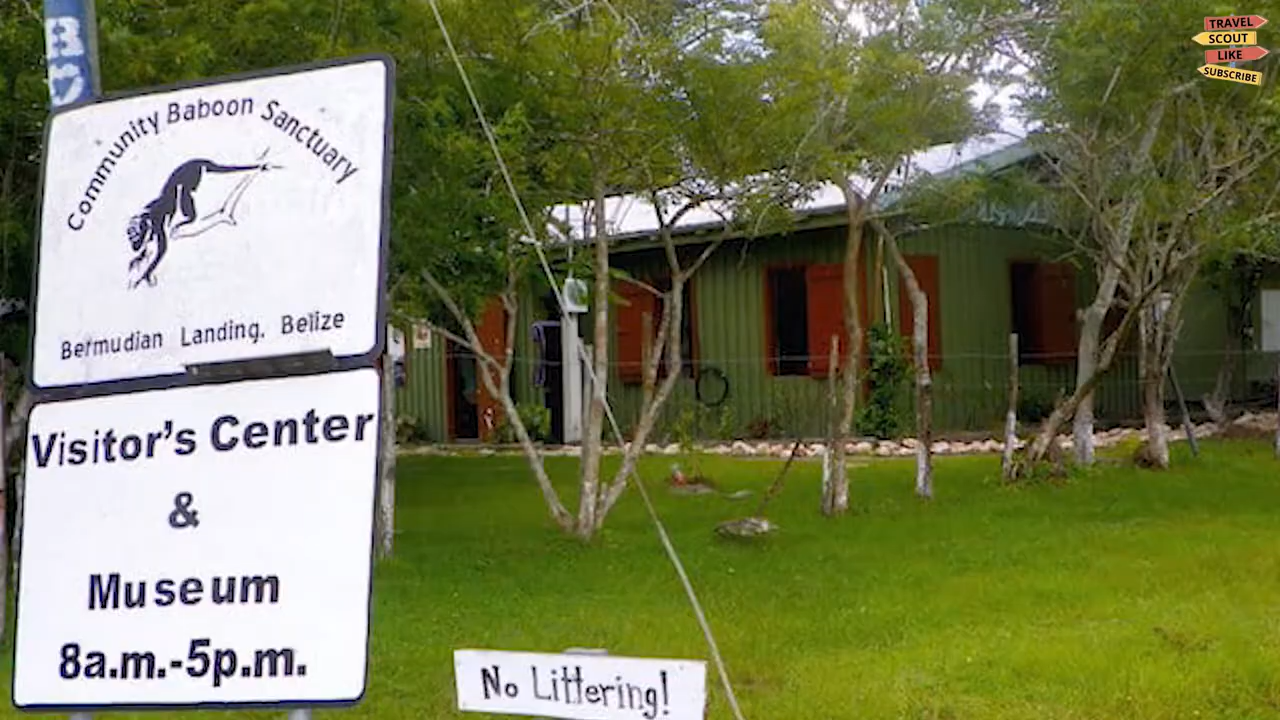 Community Baboon Sanctuary
Bermudian Landing, Belize
Visitor's Center
&
Museum
8a.m.-5p.m.
No Littering!
TRAVEL
SCOUT
LIKE
SUBSCRIBE